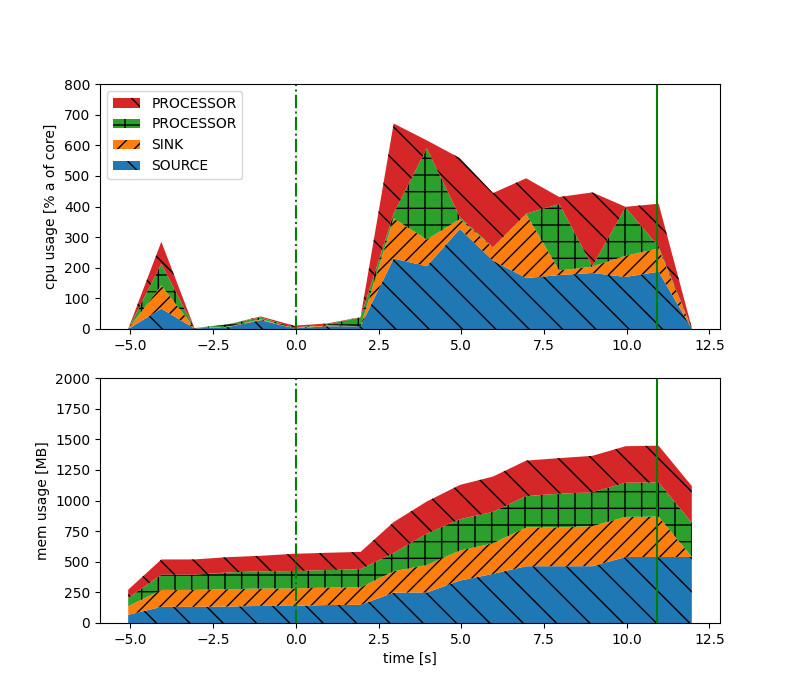 800
700
600
500
400
300
200
100
0
cpu usage [% a of core]
PROCESSOR
PROCESSOR
SINK
SOURCE
−5.0 −2.5 0.0 2.5 5.0 7.5 10.0 12.5
2000
1750
1500
1250
1000
750
500
250
0
mem usage [MB]
−5.0 −2.5 0.0 2.5 5.0 7.5 10.0 12.5
time [s]